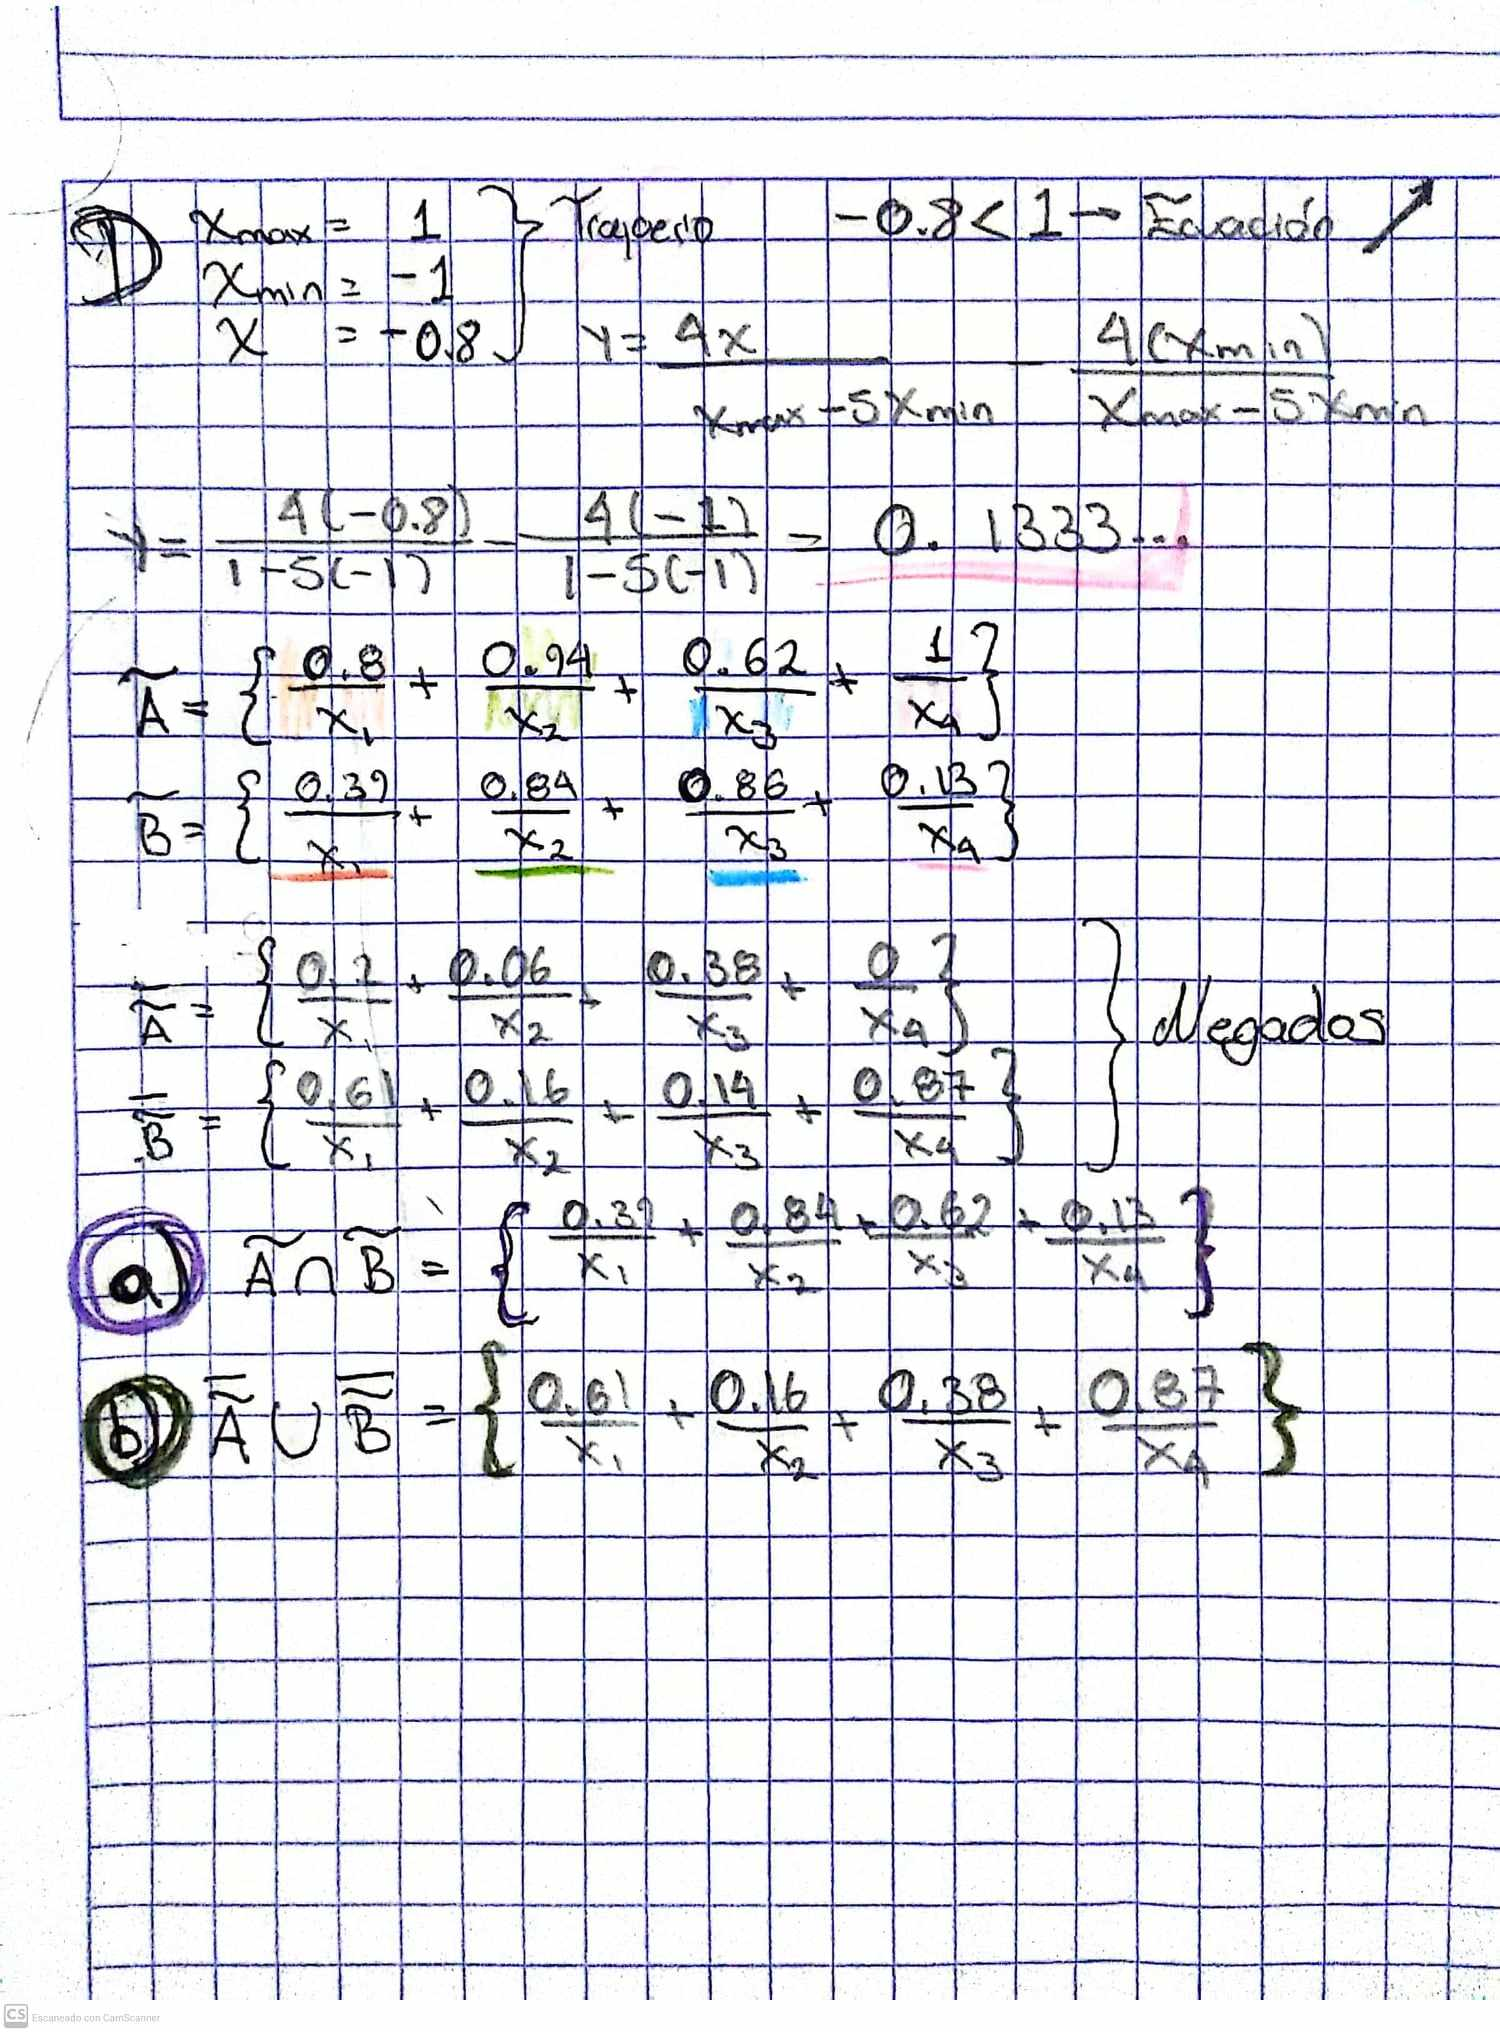 D) Xmax = 1 } Trapecio -0.8 < 1 → Ecuación ↗
Xmin = -1
X = -0.8 Y = 4X / Xmax - 5Xmin - 4(Xmin) / Xmax - 5Xmin
Y = 4(-0.8) / 1-5(-1) - 4(-1) / 1-5(-1) = 0.1333...
Ã = { 0.8/X₁ + 0.94/X₂ + 0.62/X₃ + 1/X₄ }
B̃ = { 0.39/X₁ + 0.84/X₂ + 0.86/X₃ + 0.13/X₄ }
Ã̅ = { 0.2/X₁ + 0.06/X₂ + 0.38/X₃ + 0/X₄ } } Negados
B̃̅ = { 0.61/X₁ + 0.16/X₂ + 0.14/X₃ + 0.87/X₄ }
a) Ã ∩ B̃ = { 0.39/X₁ + 0.84/X₂ + 0.62/X₃ + 0.13/X₄ }
b) Ã̅ ∪ B̃̅ = { 0.61/X₁ + 0.16/X₂ + 0.38/X₃ + 0.87/X₄ }
CS Escaneado con CamScanner